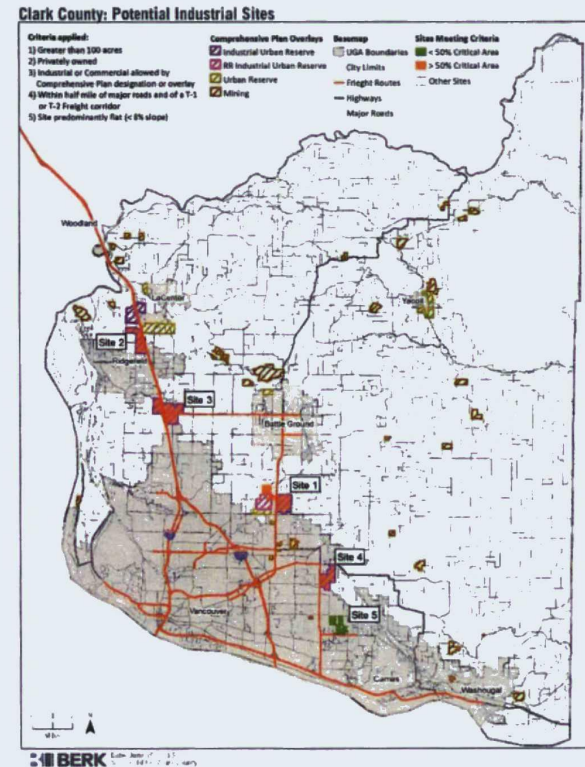 Clark County: Potential Industrial Sites
Criteria applied:
1) Greater than 100 acres
2) Privately owned
3) Industrial or Commercial allowed by
Comprehensive Plan designation or overlay
4) Within half mile of major roads and of a T-1
or T-2 Freight corridor
5) Site predominantly flat (< 8% slope)
Comprehensive Plan Overlays
Industrial Urban Reserve
RR Industrial Urban Reserve
Urban Reserve
Mining
Basemap
UGA Boundaries
City Limits
Frieght Routes
Highways
Major Roads
Sites Meeting Criteria
< 50% Critical Area
> 50% Critical Area
Other Sites
Woodland
LaCenter
Yacolt
Site 2
Ridgefield
Site 3
Battle Ground
Site 1
Site 4
Vancouver
Site 5
Camas
Washougal
N
BERK